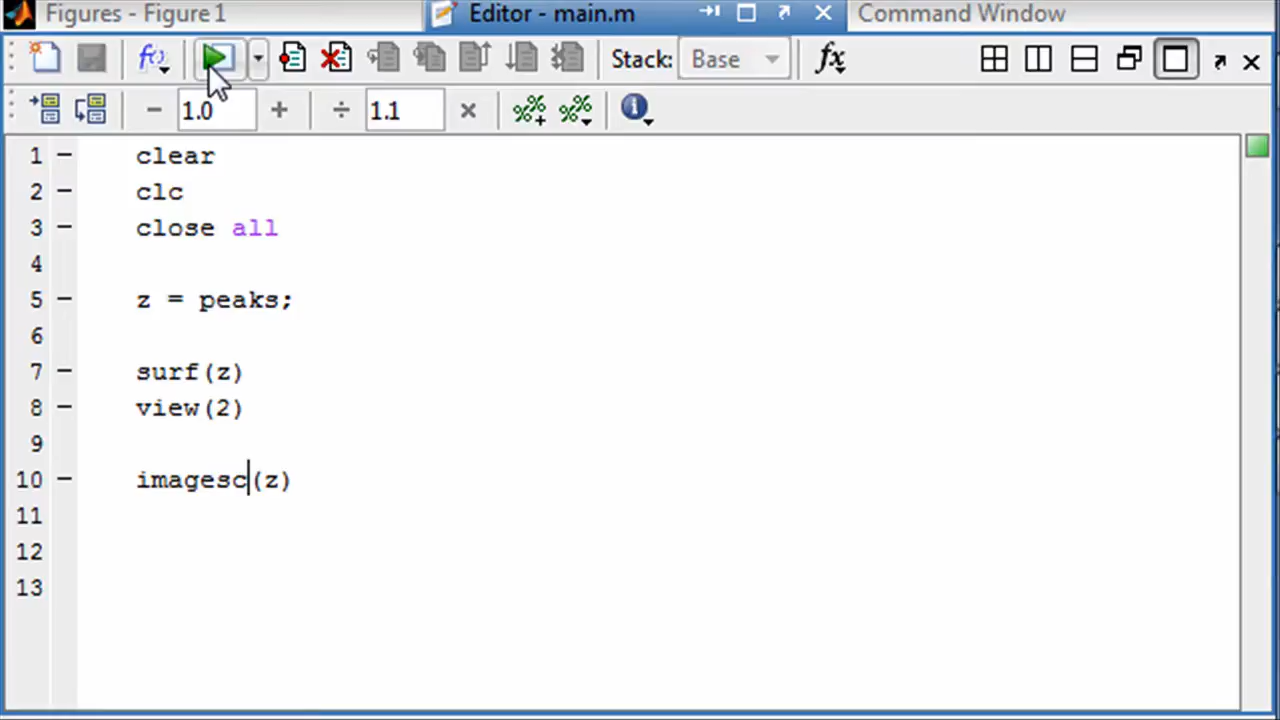 Figures - Figure 1
Editor - main.m
Command Window
Stack: Base fx
1.0 1.1
1 clear
2 clc
3 close all
4
5 z = peaks;
6
7 surf(z)
8 view(2)
9
10 imagesc(z)
11
12
13